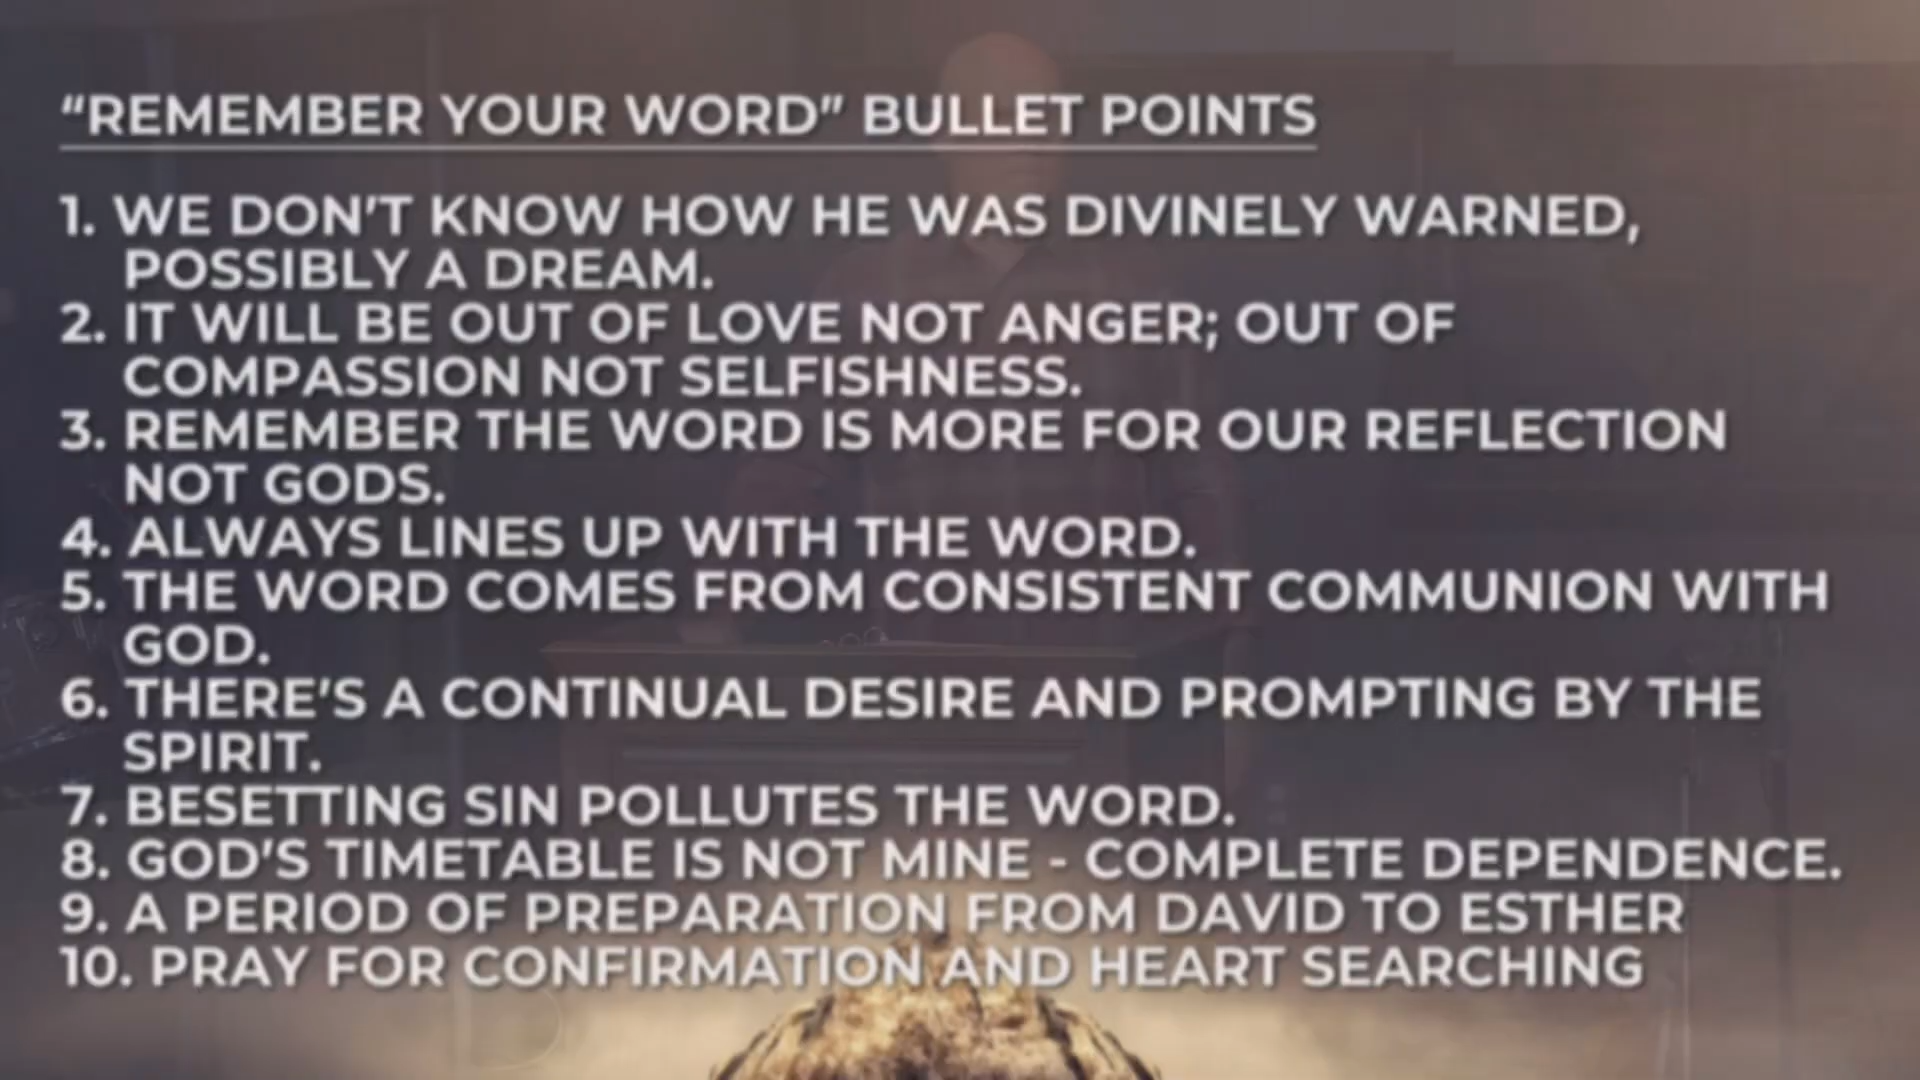 “REMEMBER YOUR WORD” BULLET POINTS
1. WE DON’T KNOW HOW HE WAS DIVINELY WARNED,
POSSIBLY A DREAM.
2. IT WILL BE OUT OF LOVE NOT ANGER; OUT OF
COMPASSION NOT SELFISHNESS.
3. REMEMBER THE WORD IS MORE FOR OUR REFLECTION
NOT GODS.
4. ALWAYS LINES UP WITH THE WORD.
5. THE WORD COMES FROM CONSISTENT COMMUNION WITH
GOD.
6. THERE’S A CONTINUAL DESIRE AND PROMPTING BY THE
SPIRIT.
7. BESETTING SIN POLLUTES THE WORD.
8. GOD’S TIMETABLE IS NOT MINE - COMPLETE DEPENDENCE.
9. A PERIOD OF PREPARATION FROM DAVID TO ESTHER
10. PRAY FOR CONFIRMATION AND HEART SEARCHING